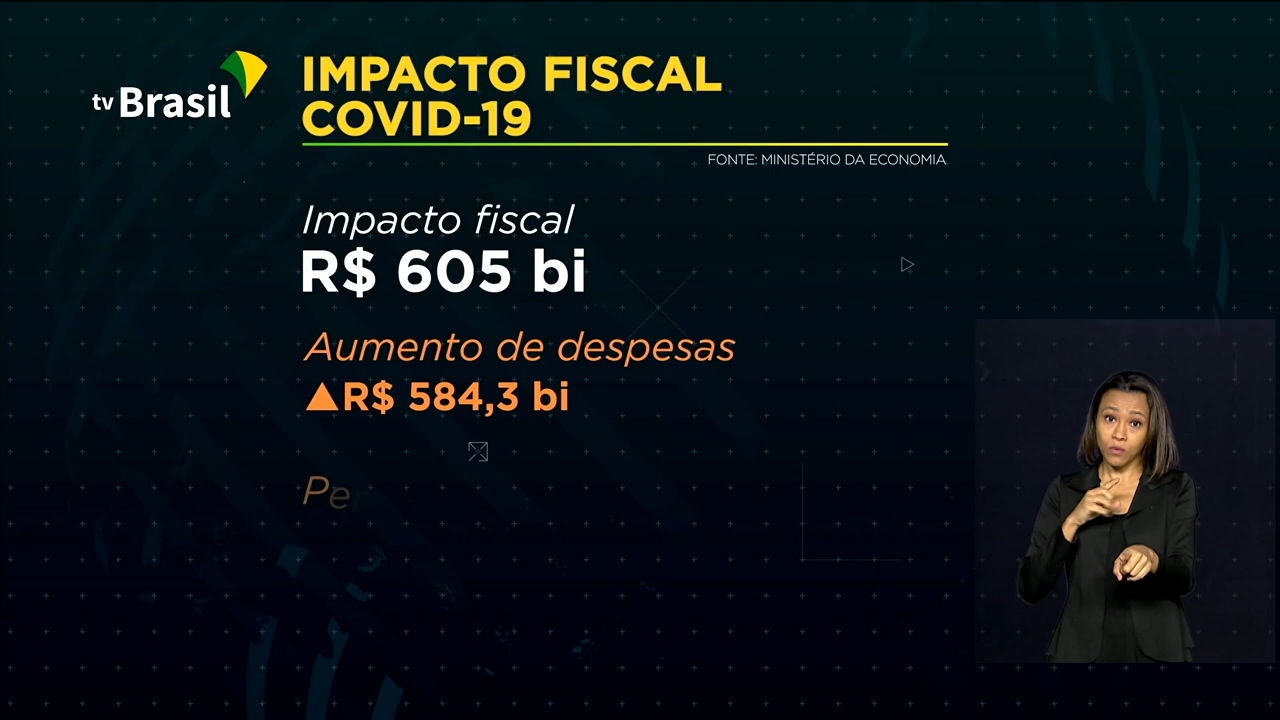 tv Brasil
IMPACTO FISCAL
COVID-19
FONTE: MINISTÉRIO DA ECONOMIA
Impacto fiscal
R$ 605 bi
Aumento de despesas
▲R$ 584,3 bi
Pe